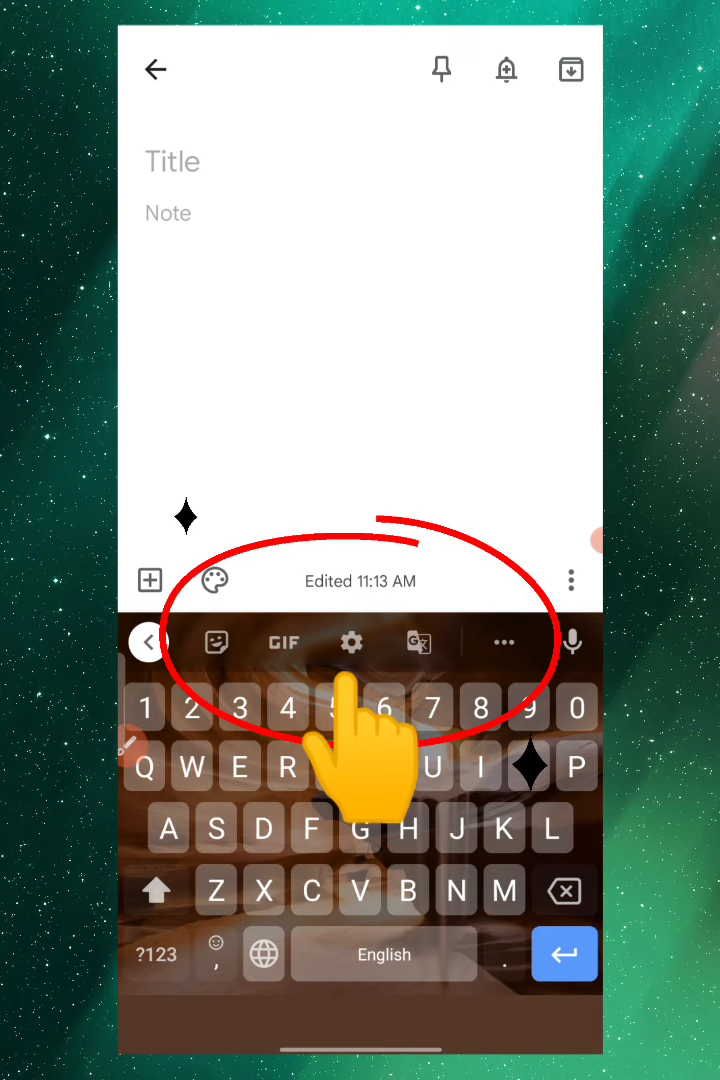 Title
Note
Edited 11:13 AM
GIF G
1 2 3 4 5 6 7 8 9 0
Q W E R U I P
A S D F G H J K L
Z X C V B N M
?123 , English .